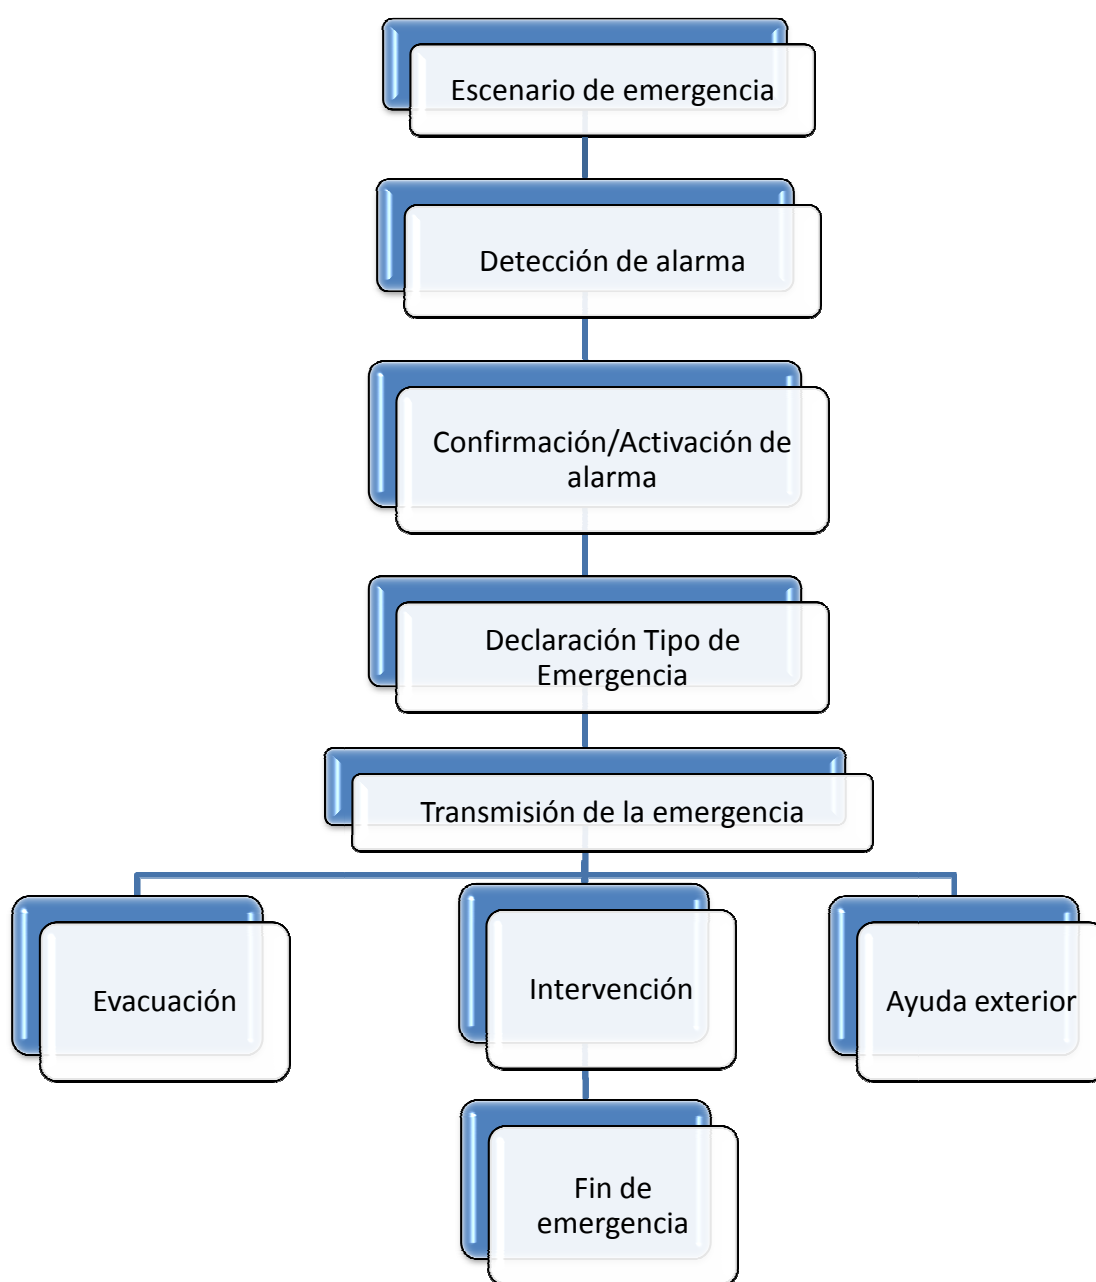 Escenario de emergencia
Detección de alarma
Confirmación/Activación de
alarma
Declaración Tipo de
Emergencia
Transmisión de la emergencia
Evacuación
Intervención
Ayuda exterior
Fin de
emergencia